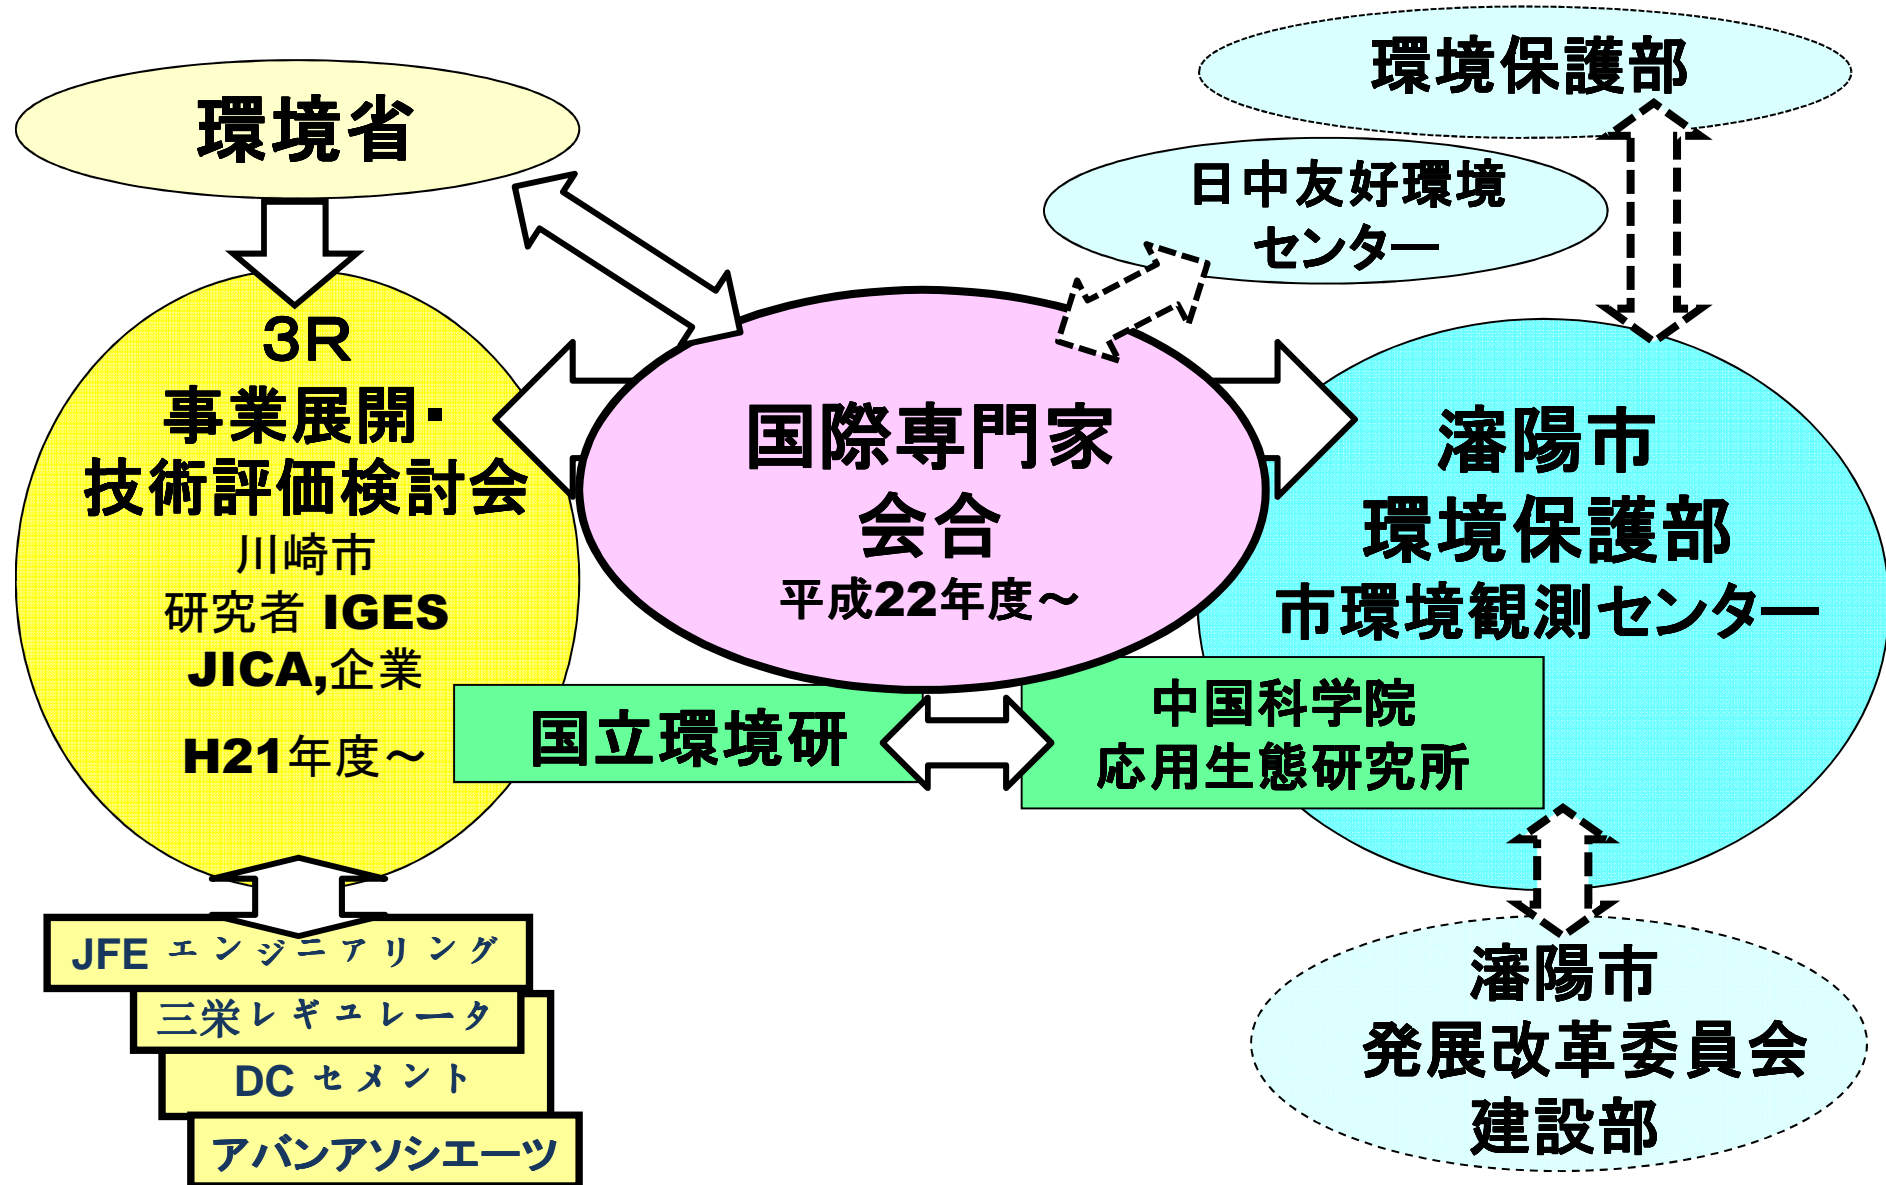 環境省
環境保護部
日中友好環境
センター
3R
事業展開・
技術評価検討会
川崎市
研究者 IGES
JICA,企業
H21年度～
国際専門家
会合
平成22年度～
瀋陽市
環境保護部
市環境観測センター
国立環境研
中国科学院
応用生態研究所
JFE エンジニアリング
三栄レギュレータ
DC セメント
アバンアソシエーツ
瀋陽市
発展改革委員会
建設部